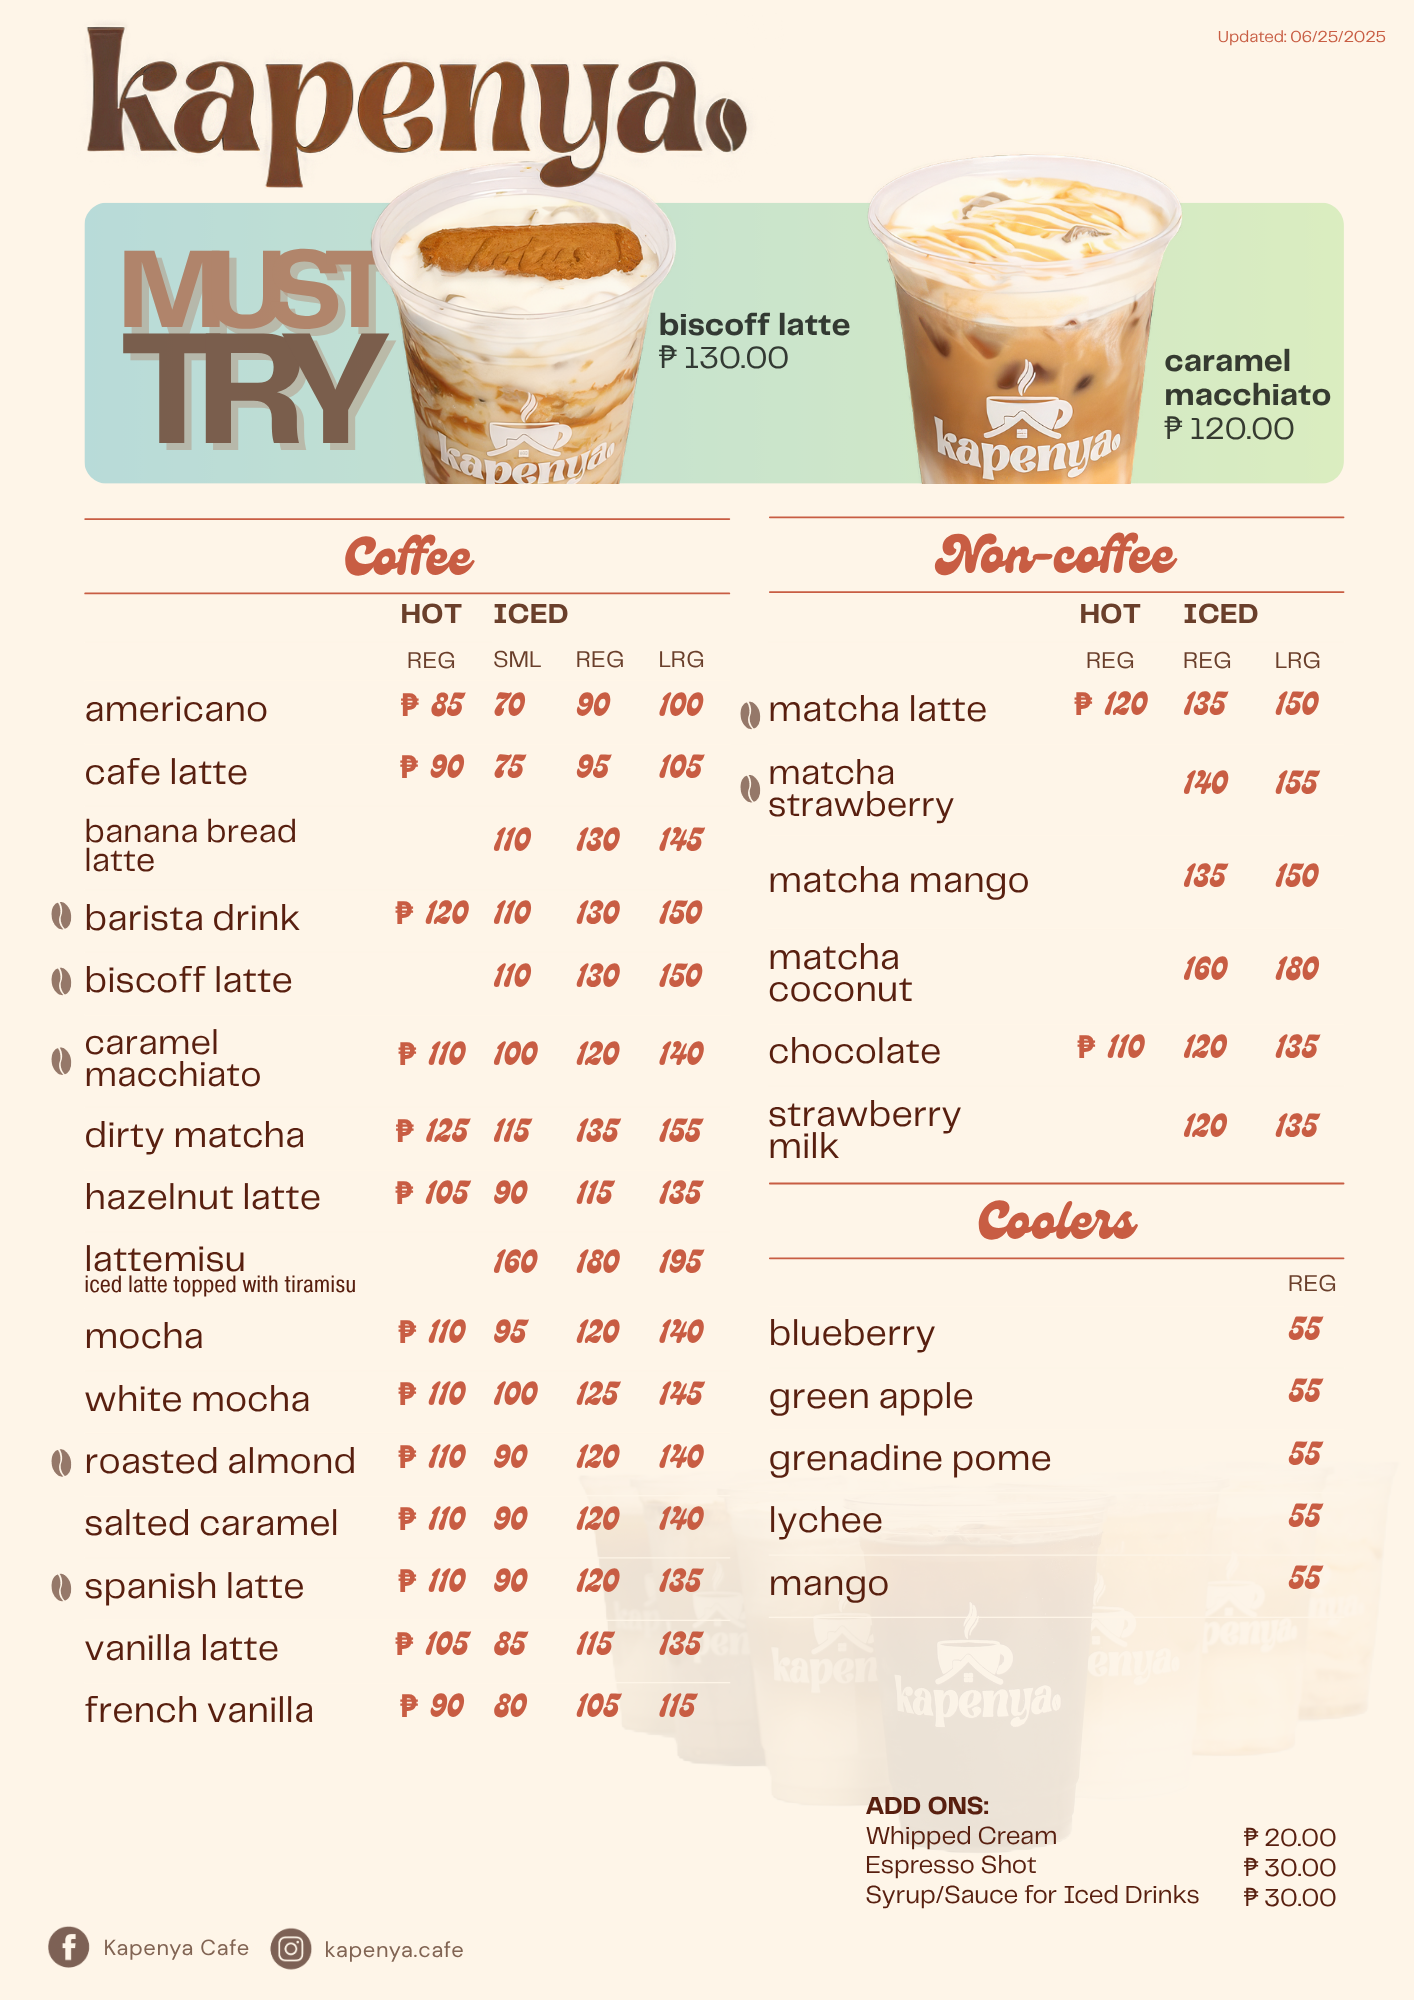 kapenya
Updated: 06/25/2025
MUST
TRY
biscoff latte
₱ 130.00
caramel
macchiato
₱ 120.00
kapenya
kapenya
Coffee
HOT ICED
REG SML REG LRG
americano ₱ 85 70 90 100
cafe latte ₱ 90 75 95 105
banana bread
latte 110 130 145
barista drink ₱ 120 110 130 150
biscoff latte 110 130 150
caramel
macchiato ₱ 110 100 120 140
dirty matcha ₱ 125 115 135 155
hazelnut latte ₱ 105 90 115 135
lattemisu 160 180 195
iced latte topped with tiramisu
mocha ₱ 110 95 120 140
white mocha ₱ 110 100 125 145
roasted almond ₱ 110 90 120 140
salted caramel ₱ 110 90 120 140
spanish latte ₱ 110 90 120 135
vanilla latte ₱ 105 85 115 135
french vanilla ₱ 90 80 105 115
Non-coffee
HOT ICED
REG REG LRG
matcha latte ₱ 120 135 150
matcha
strawberry 140 155
matcha mango 135 150
matcha
coconut 160 180
chocolate ₱ 110 120 135
strawberry
milk 120 135
Coolers
REG
blueberry 55
green apple 55
grenadine pome 55
lychee 55
mango 55
kapenya
ADD ONS:
Whipped Cream ₱ 20.00
Espresso Shot ₱ 30.00
Syrup/Sauce for Iced Drinks ₱ 30.00
Kapenya Cafe kapenya.cafe